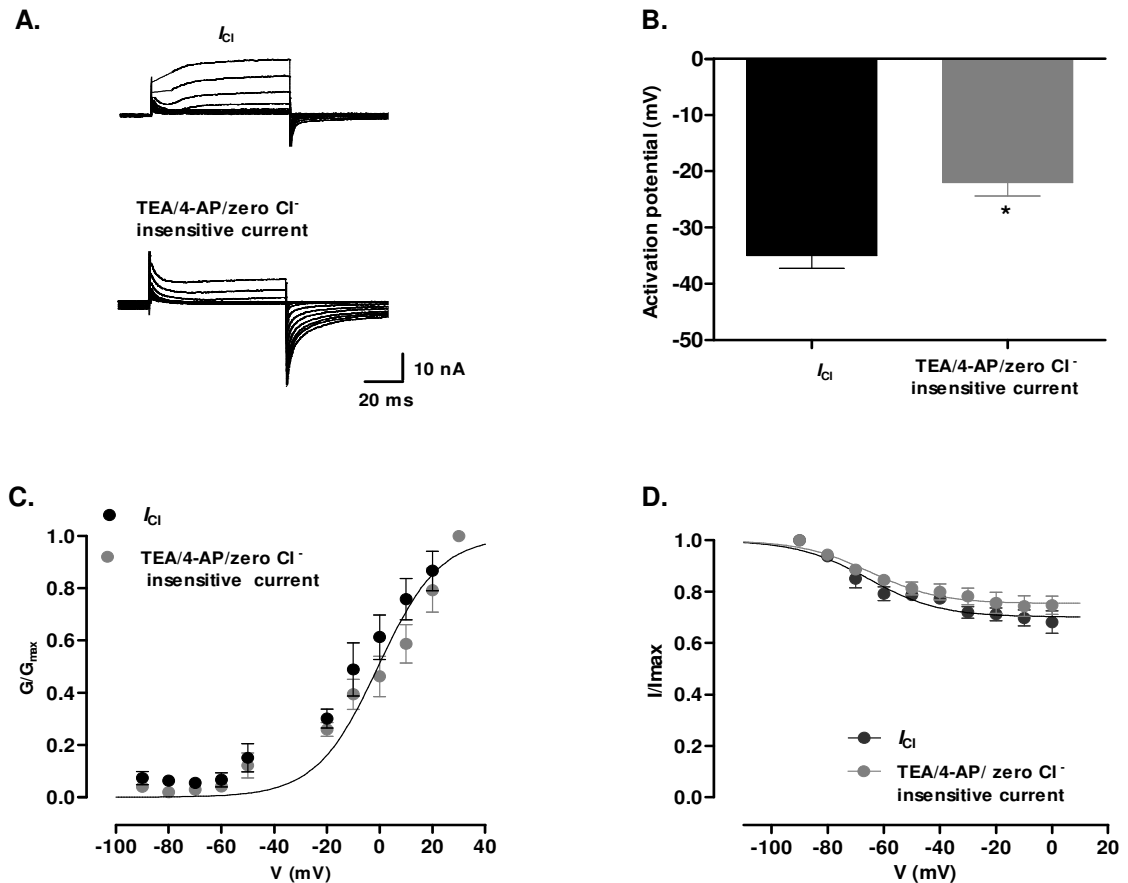 A.
I Cl
TEA/4-AP/zero Cl-
insensitive current
10 nA
20 ms
B.
Activation potential (mV)
0
-10
-20
-30
-40
-50
*
I Cl
TEA/4-AP/zero Cl-
insensitive current
C.
I Cl
TEA/4-AP/zero Cl-
insensitive current
G/Gmax
1.0
0.8
0.6
0.4
0.2
0.0
-100 -80 -60 -40 -20 0 20 40
V (mV)
D.
I/Imax
1.0
0.8
0.6
0.4
0.2
0.0
I Cl
TEA/4-AP/ zero Cl-
insensitive current
-100 -80 -60 -40 -20 0 20
V (mV)